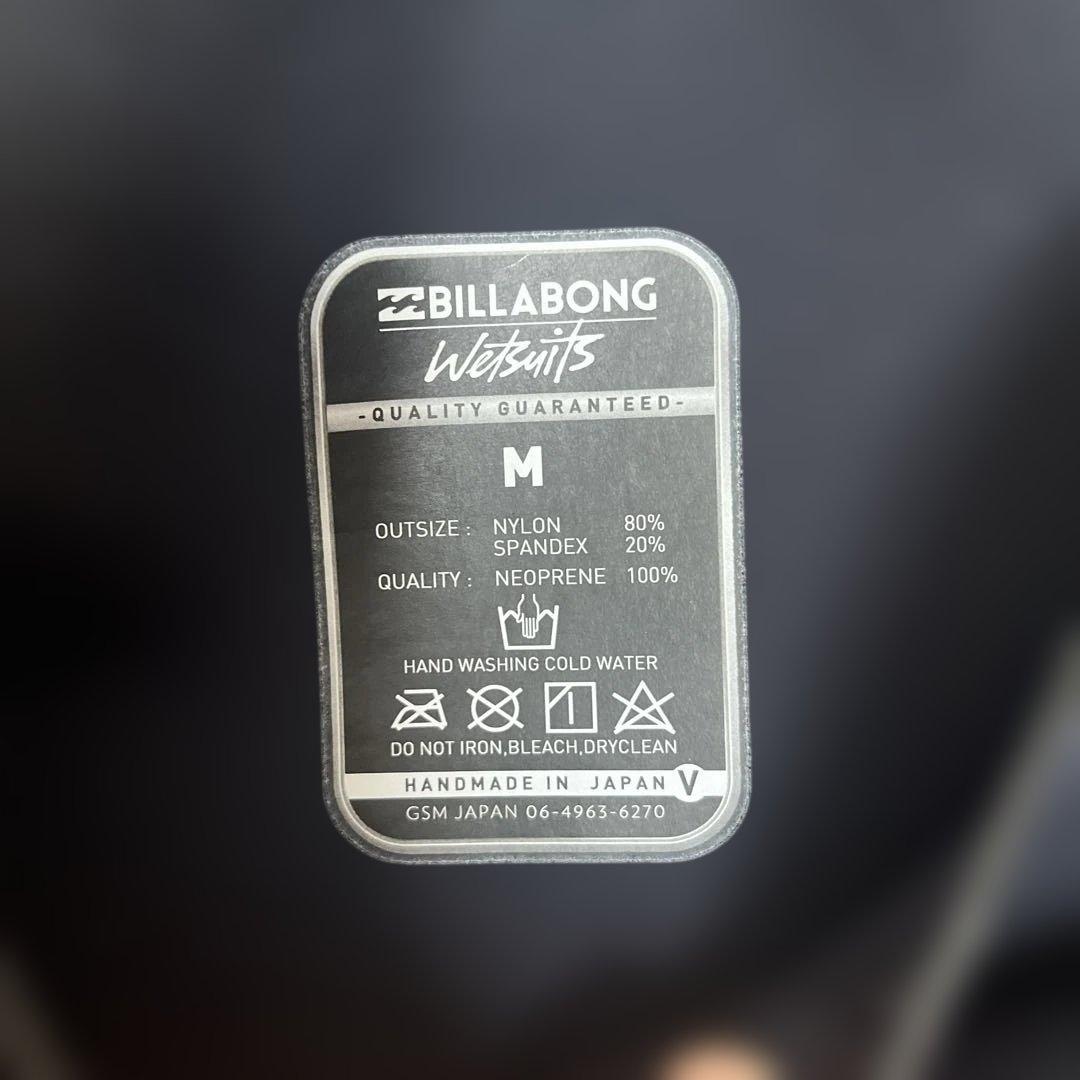 BILLABONG
Wetsuits
-QUALITY GUARANTEED-
M
OUTSIZE : NYLON 80%
SPANDEX 20%
QUALITY : NEOPRENE 100%
HAND WASHING COLD WATER
DO NOT IRON,BLEACH,DRYCLEAN
HANDMADE IN JAPAN V
GSM JAPAN 06-4963-6270